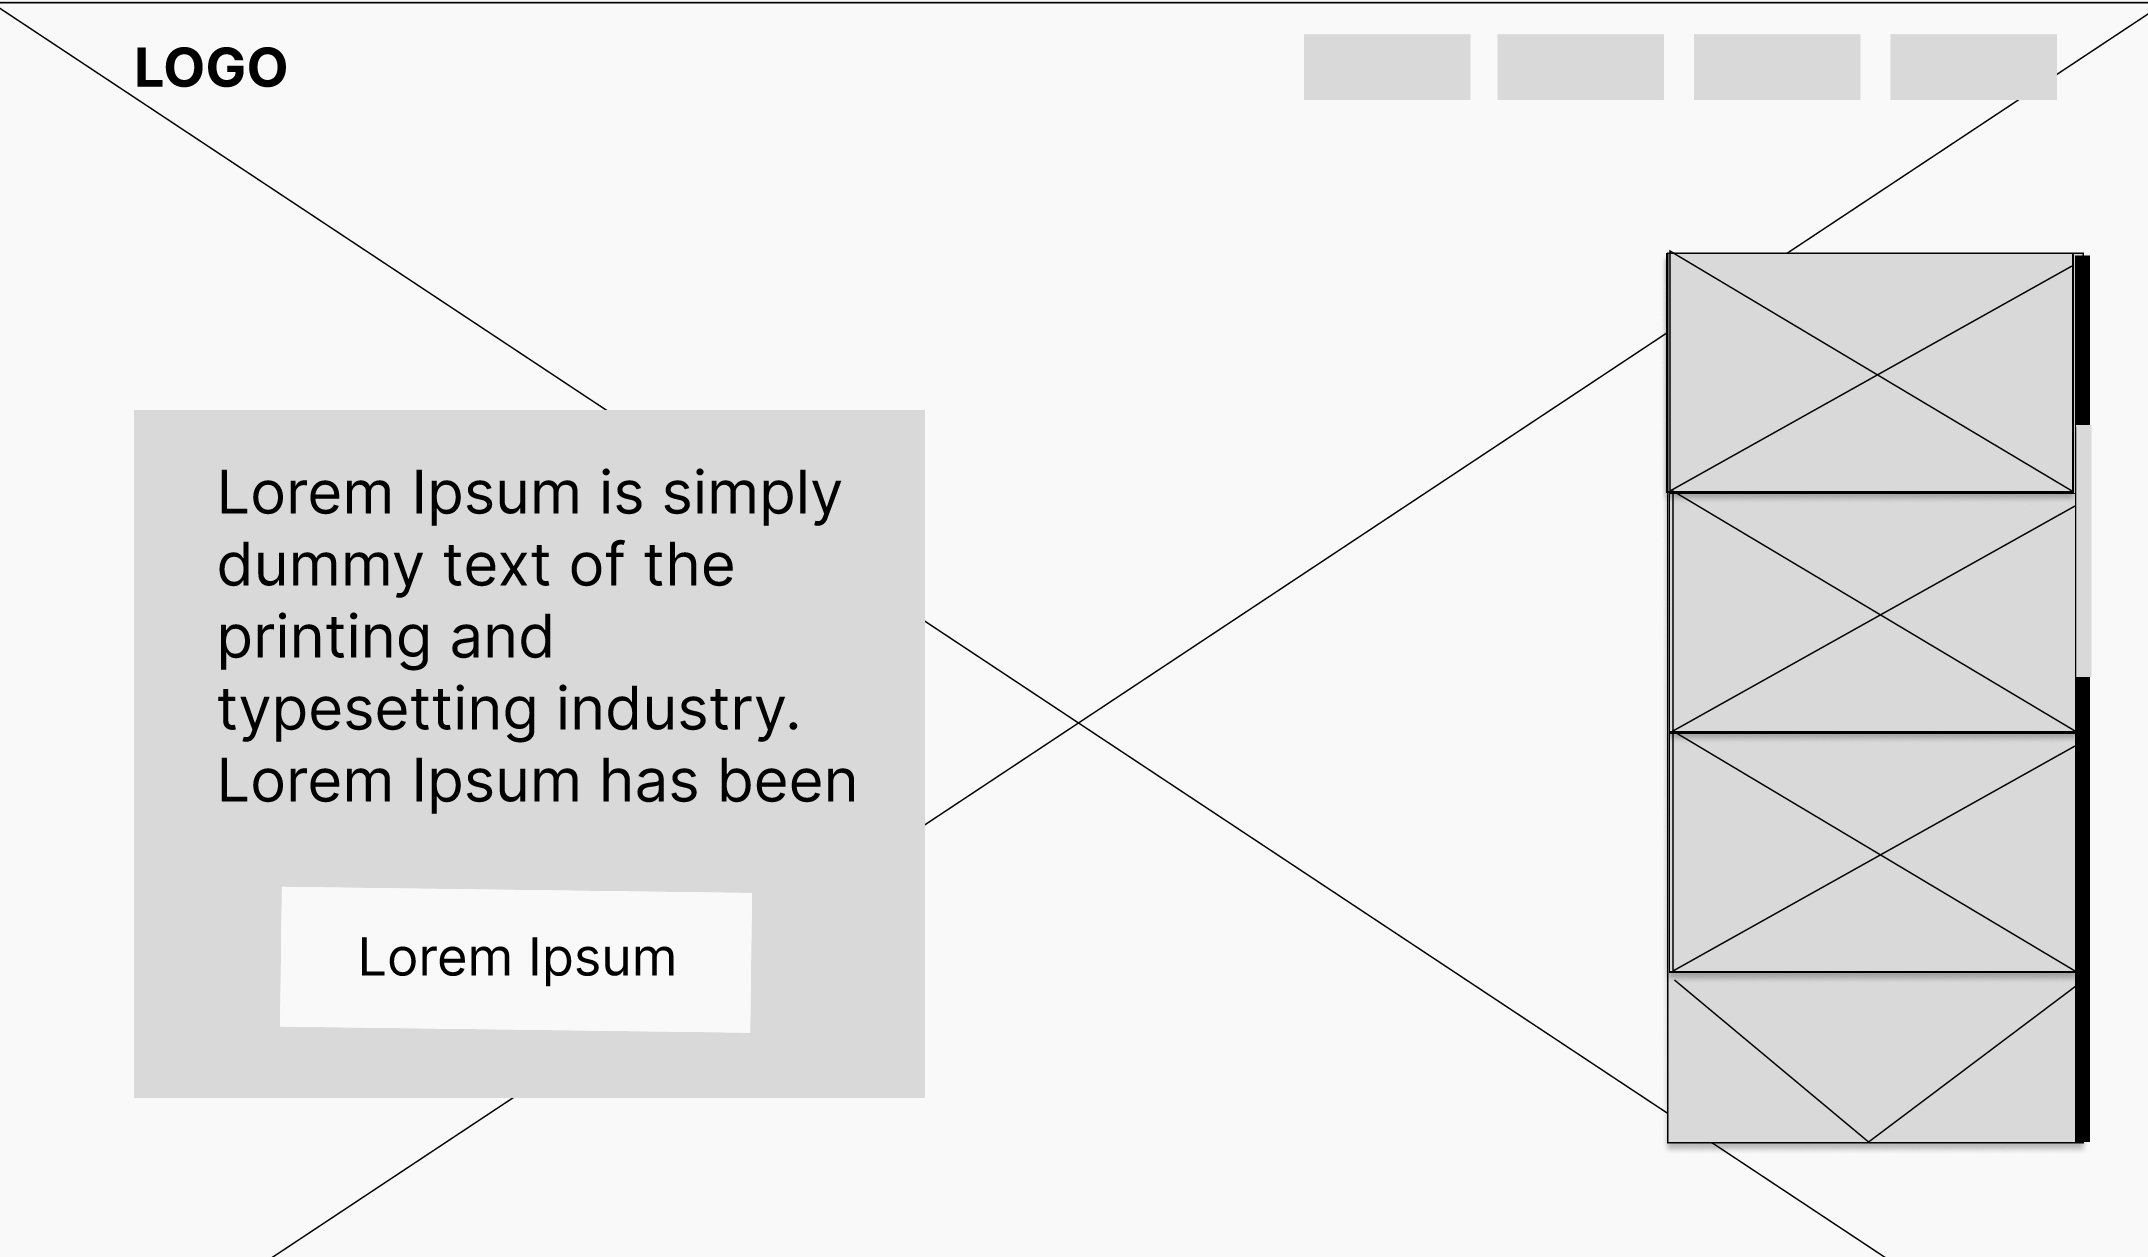 LOGO
Lorem Ipsum is simply
dummy text of the
printing and
typesetting industry.
Lorem Ipsum has been
Lorem Ipsum